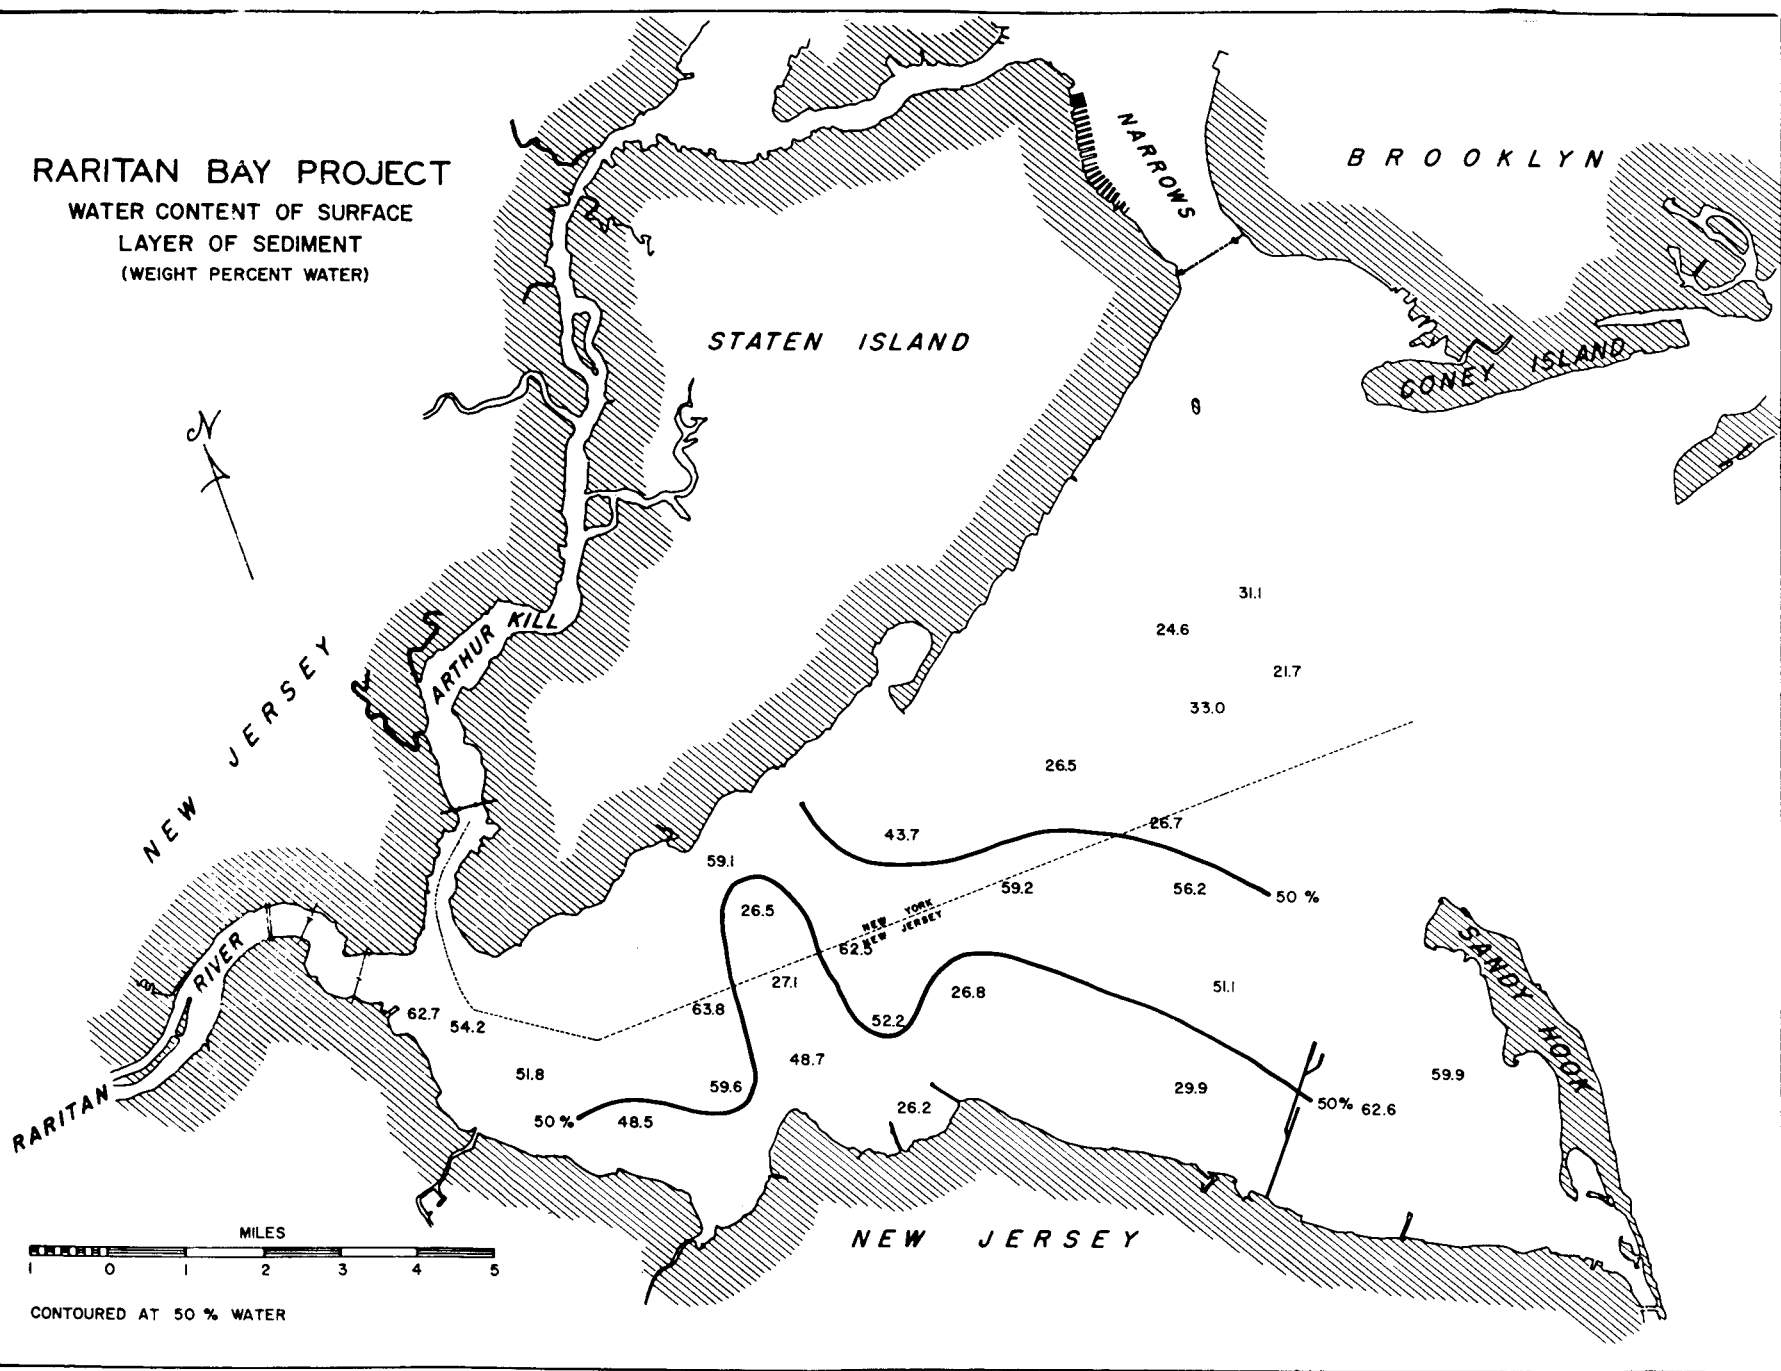 RARITAN BAY PROJECT
WATER CONTENT OF SURFACE
LAYER OF SEDIMENT
(WEIGHT PERCENT WATER)
NARROWS
BROOKLYN
STATEN ISLAND
CONEY ISLAND
N
ARTHUR KILL
NEW JERSEY
31.1
24.6
21.7
33.0
26.5
26.7
43.7
59.1
59.2
56.2
50 %
26.5
NEW YORK
NEW JERSEY
62.5
SANDY HOOK
RARITAN RIVER
27.1
26.8
51.1
62.7
54.2
63.8
52.2
51.8
59.6
48.7
29.9
59.9
50 %
48.5
26.2
50%
62.6
NEW JERSEY
MILES
1 0 1 2 3 4 5
CONTOURED AT 50 % WATER